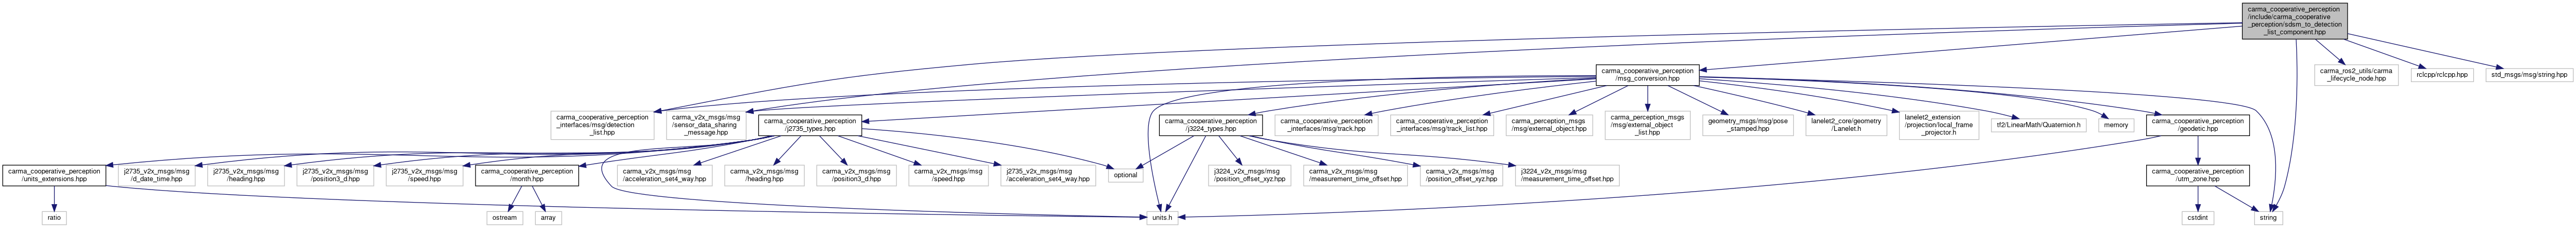 carma_cooperative_perception
/include/carma_cooperative
_perception/sdsm_to_detection
_list_component.hpp
carma_cooperative_perception
/msg_conversion.hpp
carma_ros2_utils/carma
_lifecycle_node.hpp
rclcpp/rclcpp.hpp
std_msgs/msg/string.hpp
carma_cooperative_perception
_interfaces/msg/detection
_list.hpp
carma_v2x_msgs/msg
/sensor_data_sharing
_message.hpp
carma_cooperative_perception
/j2735_types.hpp
carma_cooperative_perception
/j3224_types.hpp
carma_cooperative_perception
_interfaces/msg/track.hpp
carma_cooperative_perception
_interfaces/msg/track_list.hpp
carma_perception_msgs
/msg/external_object.hpp
carma_perception_msgs
/msg/external_object
_list.hpp
geometry_msgs/msg/pose
_stamped.hpp
lanelet2_core/geometry
/Lanelet.h
lanelet2_extension
/projection/local_frame
_projector.h
tf2/LinearMath/Quaternion.h
memory
carma_cooperative_perception
/geodetic.hpp
carma_cooperative_perception
/units_extensions.hpp
j2735_v2x_msgs/msg
/d_date_time.hpp
j2735_v2x_msgs/msg
/heading.hpp
j2735_v2x_msgs/msg
/position3_d.hpp
j2735_v2x_msgs/msg
/speed.hpp
carma_cooperative_perception
/month.hpp
carma_v2x_msgs/msg
/acceleration_set4_way.hpp
carma_v2x_msgs/msg
/heading.hpp
carma_v2x_msgs/msg
/position3_d.hpp
carma_v2x_msgs/msg
/speed.hpp
j2735_v2x_msgs/msg
/acceleration_set4_way.hpp
optional
j3224_v2x_msgs/msg
/position_offset_xyz.hpp
carma_v2x_msgs/msg
/measurement_time_offset.hpp
carma_v2x_msgs/msg
/position_offset_xyz.hpp
j3224_v2x_msgs/msg
/measurement_time_offset.hpp
carma_cooperative_perception
/utm_zone.hpp
ratio
ostream
array
units.h
cstdint
string